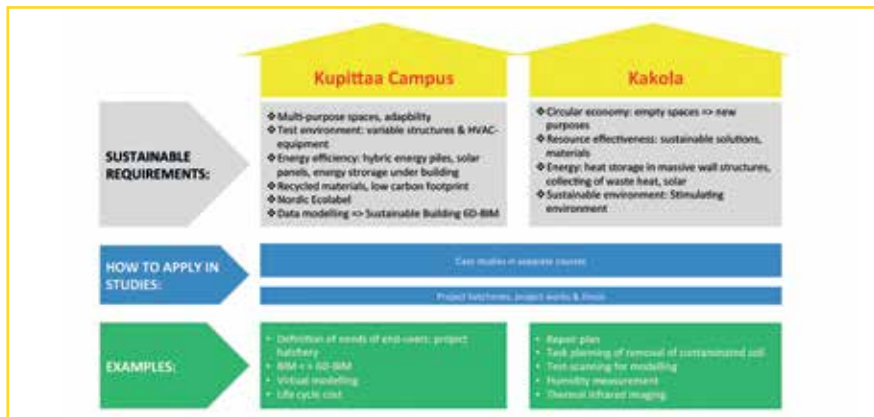 Kupittaa Campus
Kakola
SUSTAINABLE
REQUIREMENTS:
❖Multi-purpose spaces, adapbility
❖Test environment: variable structures & HVAC-
equipment
❖Energy efficiency: hybric energy piles, solar
panels, energy strorage under building
❖Recycled materials, low carbon footprint
❖Nordic Ecolabel
❖Data modelling => Sustainable Building 6D-BIM
❖Circular economy: empty spaces => new
purposes
❖Resource effectiveness: sustainable solutions,
materials
❖Energy: heat storage in massive wall structures,
collecting of waste heat, solar
❖Sustainable environment: Stimulating
environment
HOW TO APPLY IN
STUDIES:
Case studies in separate courses
Project hatcheries, project works & thesis
EXAMPLES:
• Definition of needs of end-users: project
hatchery
• BIM 6D-BIM
• Virtual modelling
• Life cycle cost
• Repair plan
• Task planning of removal of contaminated soil
• Test scanning for modelling
• Humidity measurement
• Thermal infrared imaging